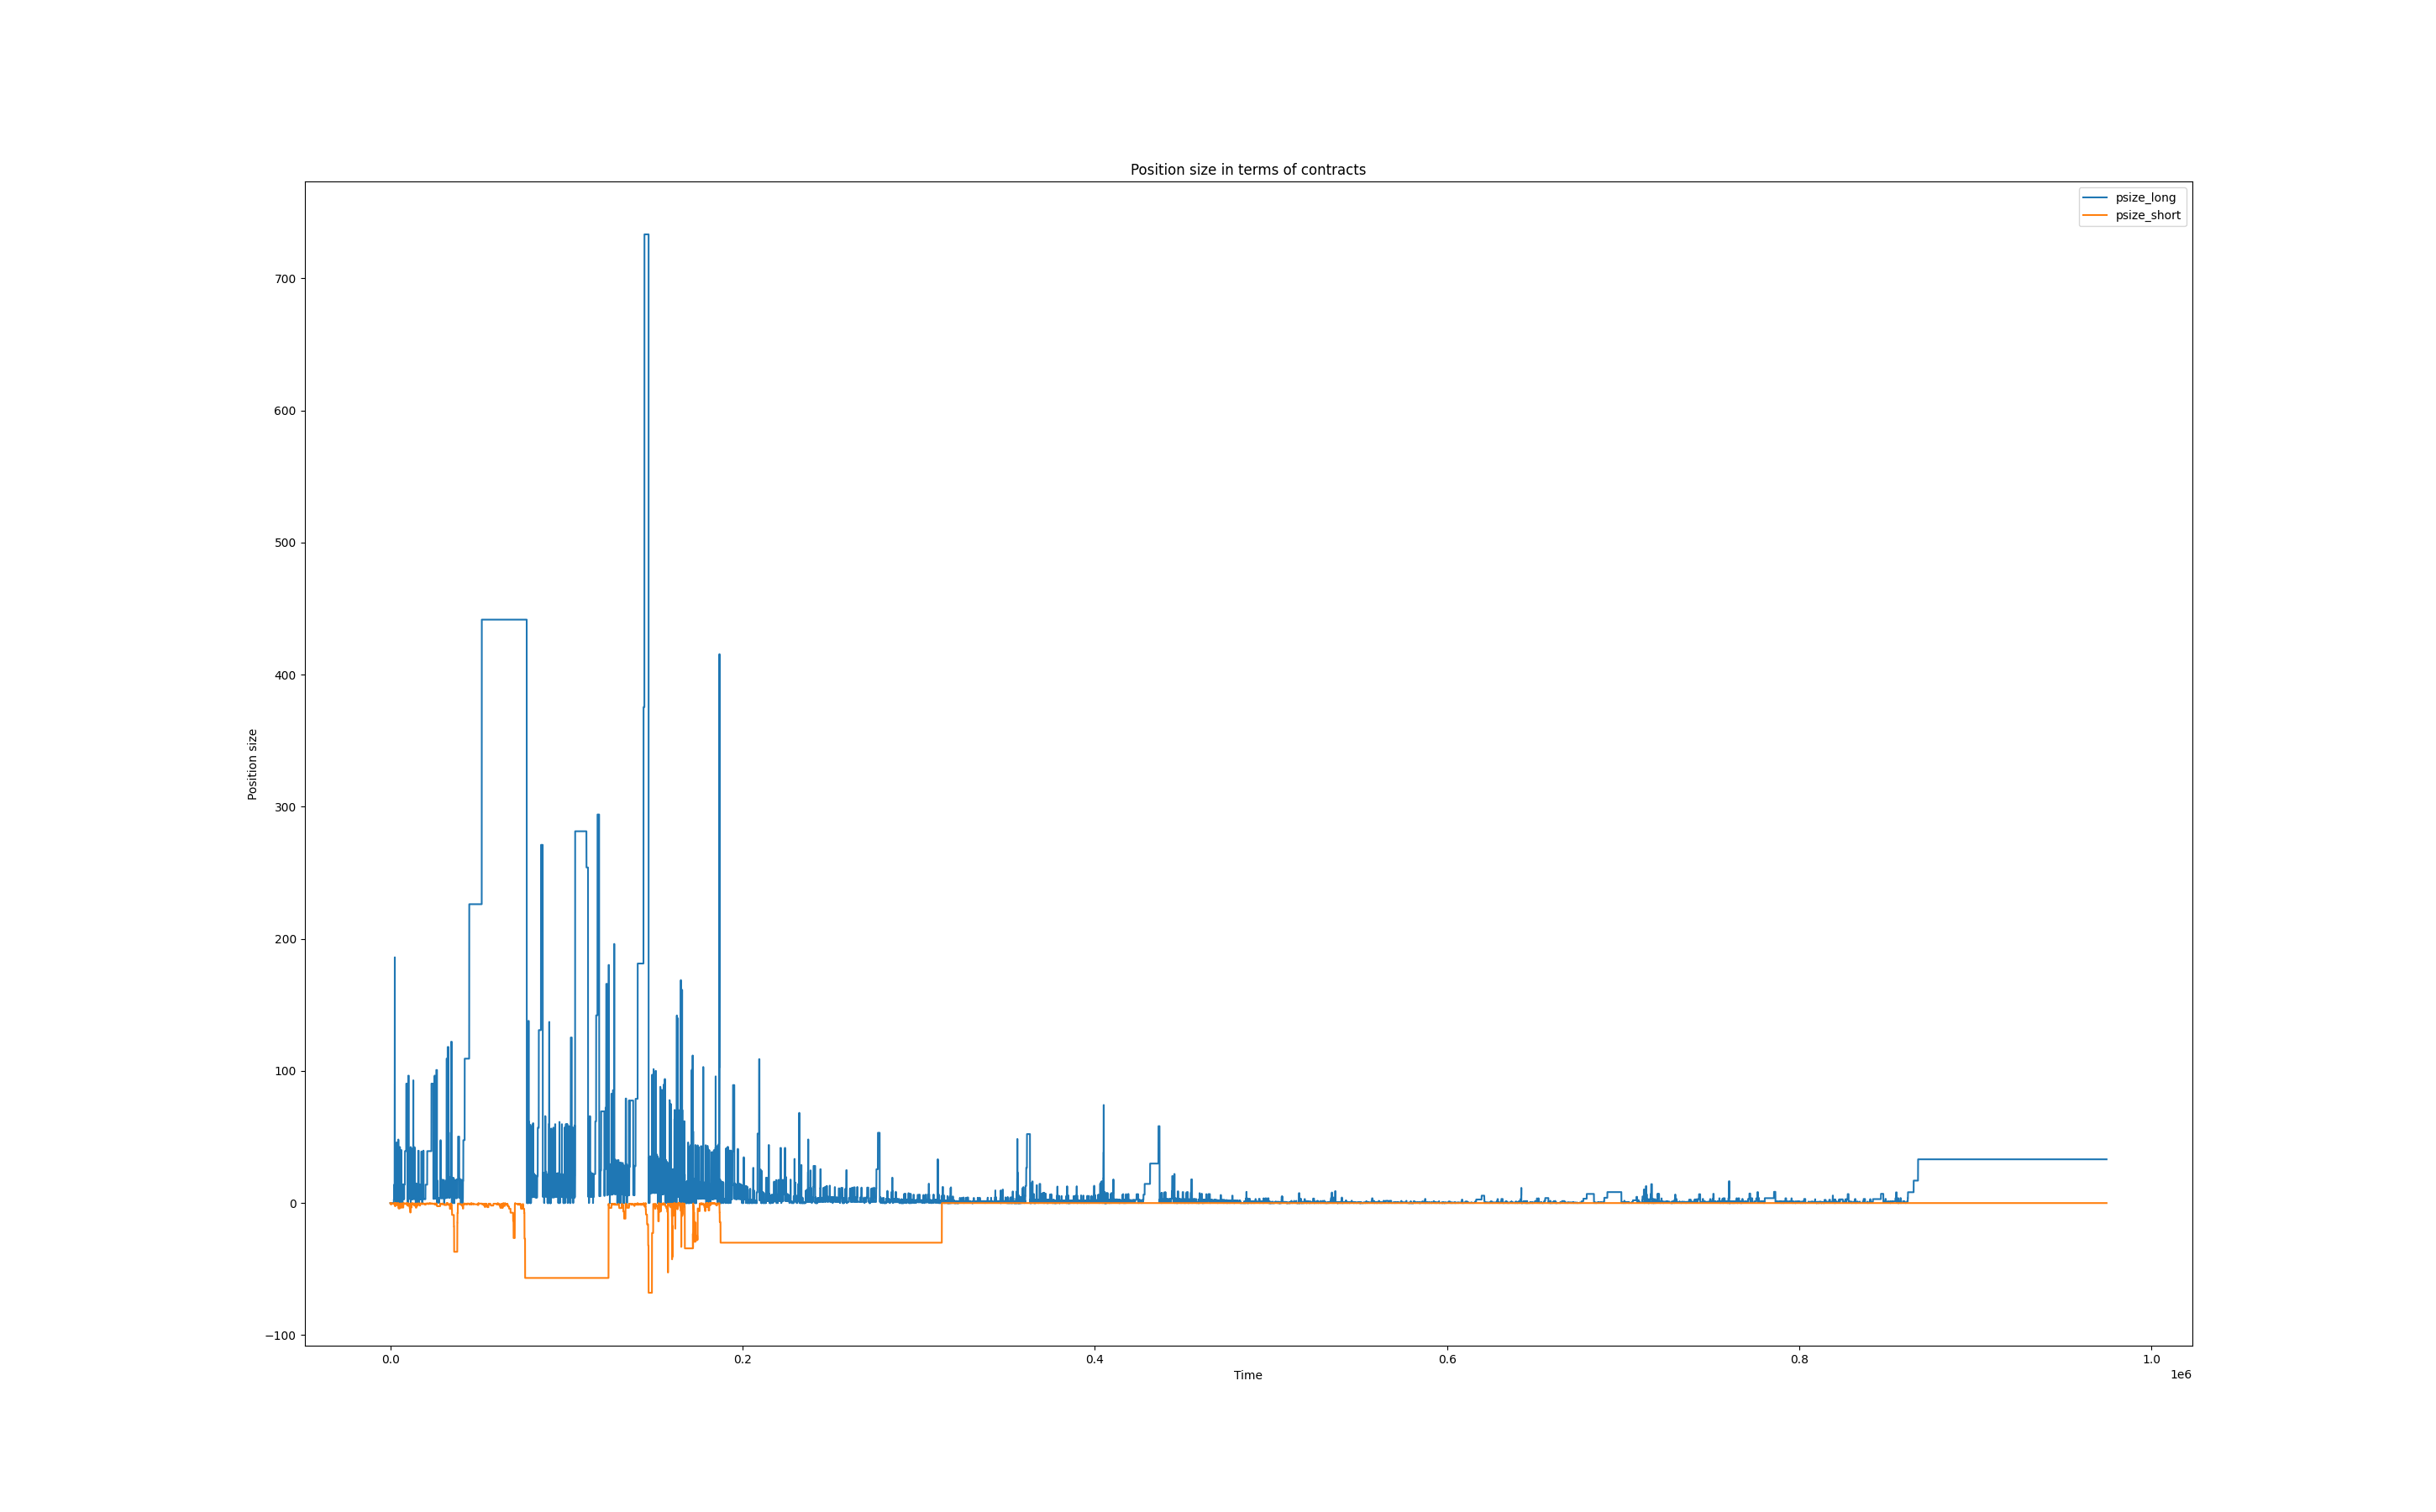 Position size in terms of contracts
psize_long
psize_short
700
600
500
400
300
200
100
0
−100
Position size
0.0 0.2 0.4 0.6 0.8 1.0
Time
1e6